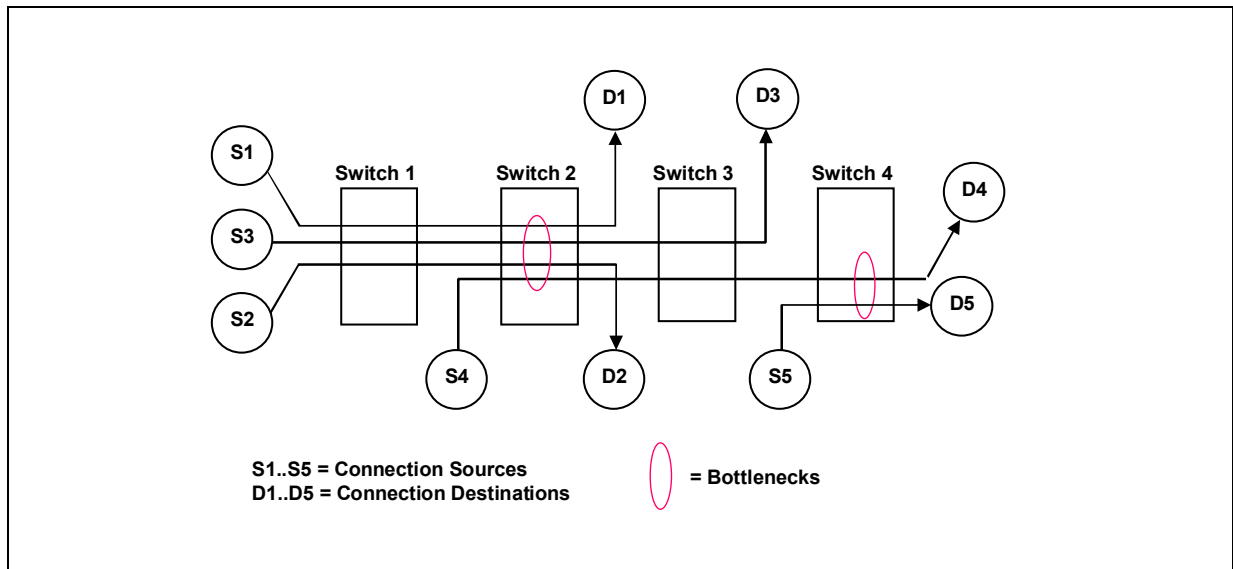 D1
D3
S1
Switch 1
Switch 2
Switch 3
Switch 4
D4
S3
S2
D5
S4
D2
S5
S1..S5 = Connection Sources
D1..D5 = Connection Destinations
= Bottlenecks